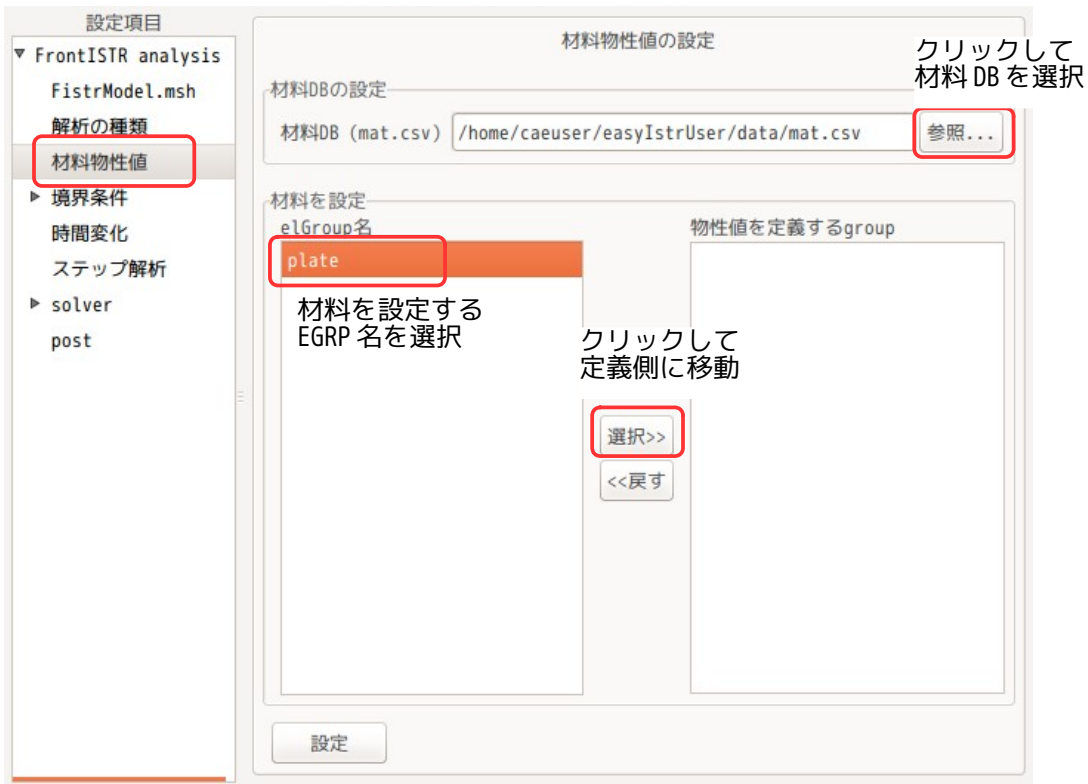 設定項目
▼ FrontISTR analysis
FistrModel.msh
解析の種類
材料物性値
▶ 境界条件
時間変化
ステップ解析
▶ solver
post
材料物性値の設定
クリックして
材料 DB を選択
材料DBの設定
材料DB (mat.csv) /home/caeuser/easyIstrUser/data/mat.csv 参照...
材料を設定
elGroup名
plate
材料を設定する
EGRP 名を選択
クリックして
定義側に移動
選択>>
<<戻す
物性値を定義するgroup
設定